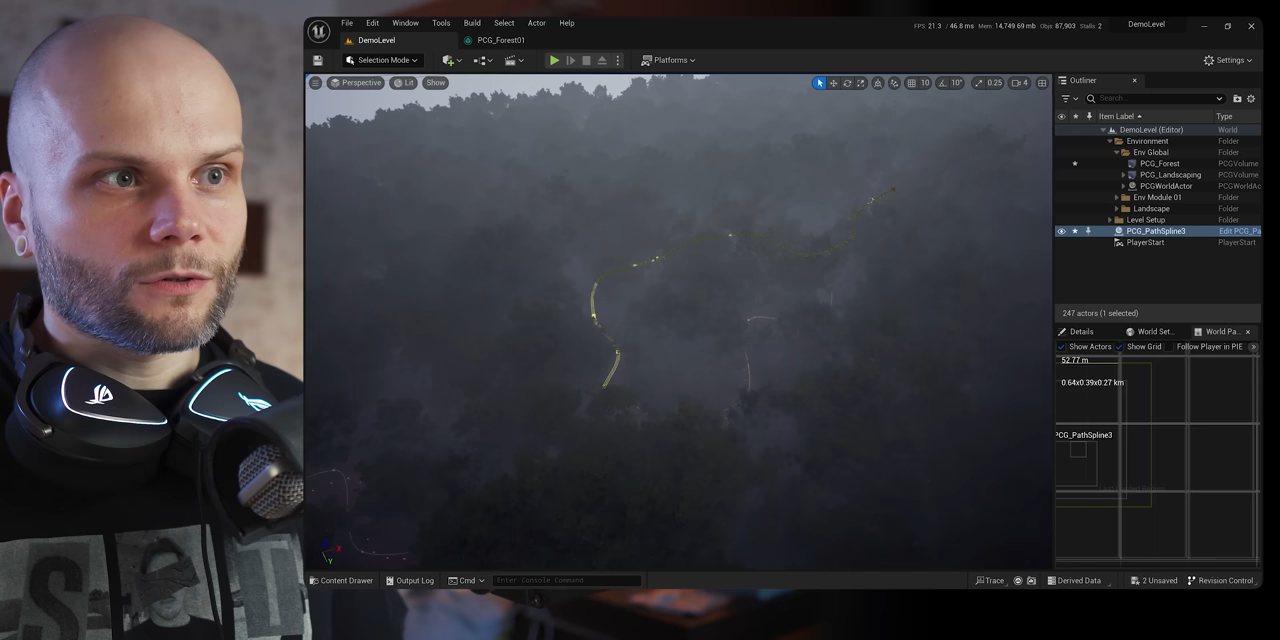 File Edit Window Tools Build Select Actor Help
FPS: 21.3 / 46.8 ms Mem: 14,749.69 mb Objs: 87,903 Stalls: 2
DemoLevel
DemoLevel
PCG_Forest01
Selection Mode
Platforms
Settings
Perspective
Lit
Show
10
10°
0.25
4
Outliner
Search...
Item Label
Type
DemoLevel (Editor) World
Environment Folder
Env Global Folder
PCG_Forest PCGVolume
PCG_Landscaping PCGVolume
PCGWorldActor PCGWorldAc
Env Module 01 Folder
Landscape Folder
Level Setup Folder
PCG_PathSpline3 Edit PCG_Pa
PlayerStart PlayerStart
247 actors (1 selected)
Details
World Set...
World Pa...
Show Actors Show Grid Follow Player in PIE
52.77 m
0.64x0.39x0.27 km
PCG_PathSpline3
X
Y
S
T
Content Drawer
Output Log
Cmd
Enter Console Command
Trace
Derived Data
2 Unsaved
Revision Control